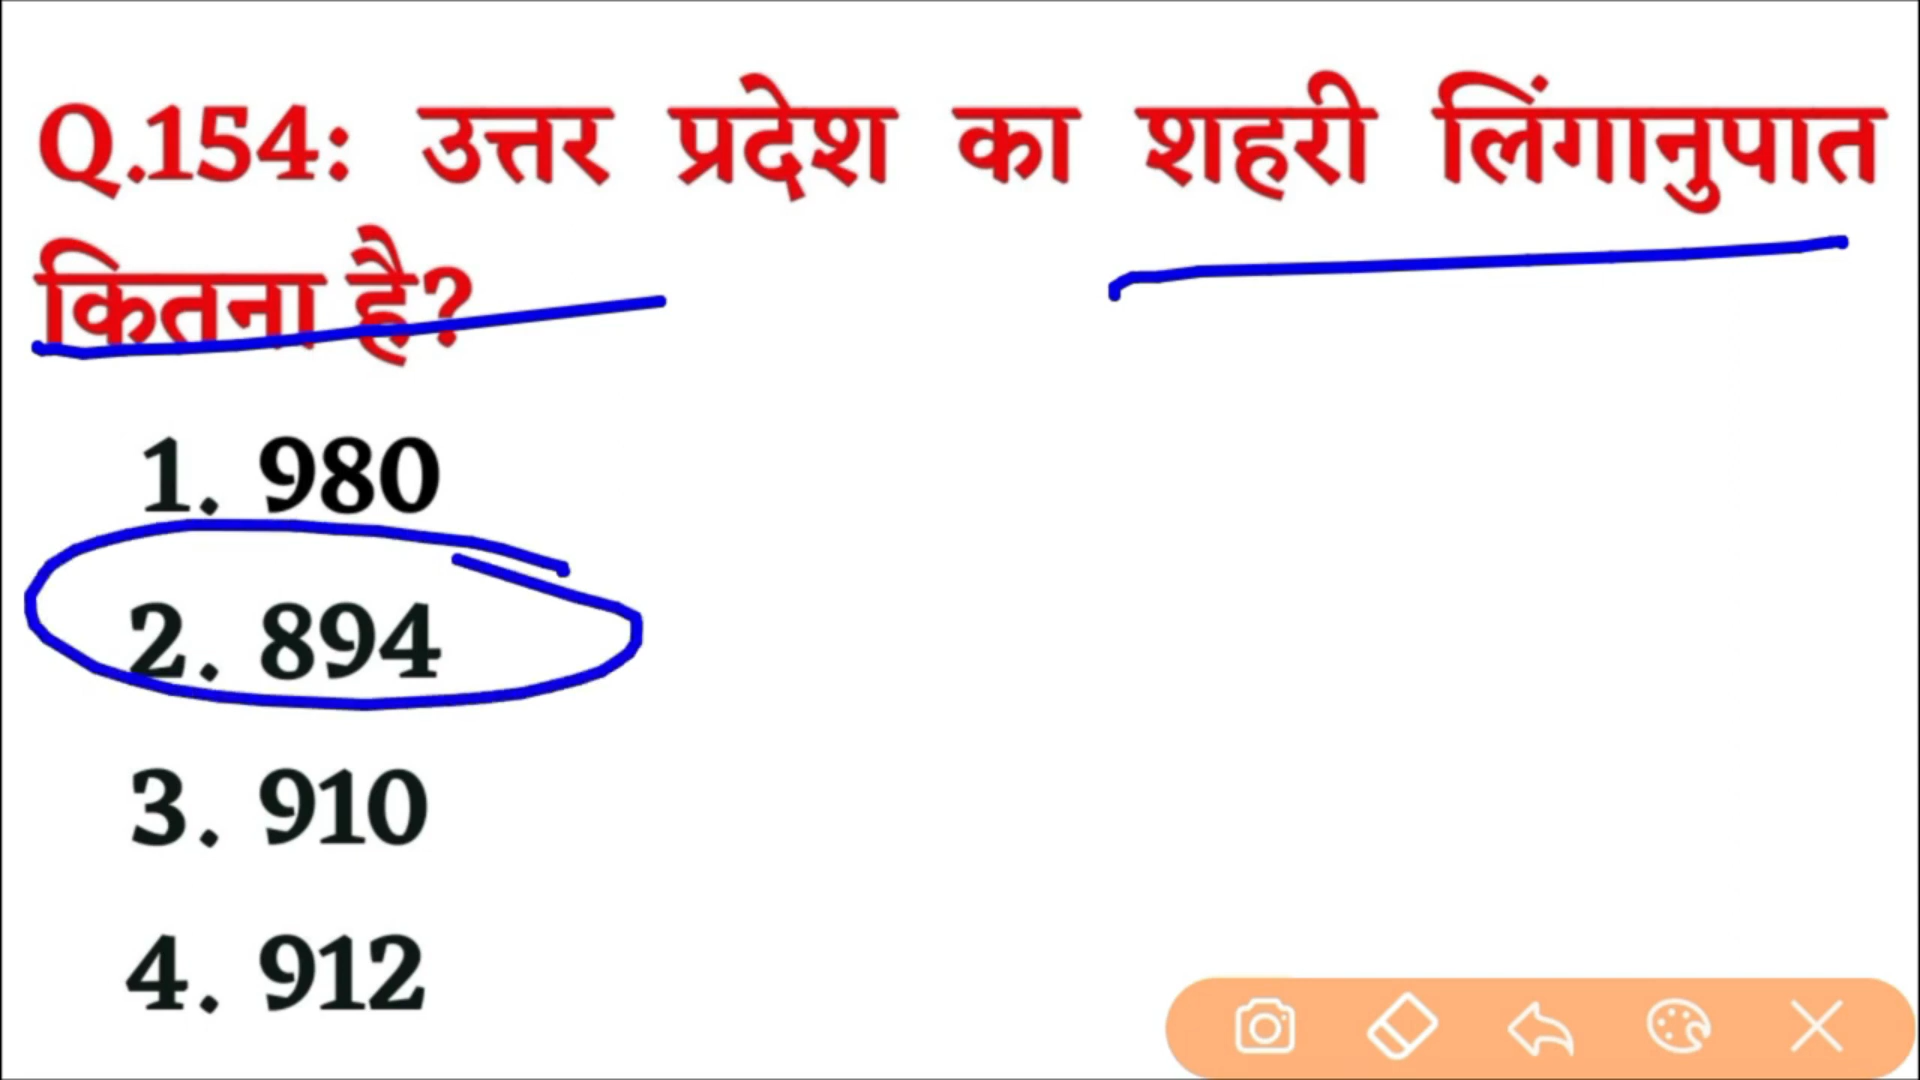 Q.154: उत्तर प्रदेश का शहरी लिंगानुपात
कितना है?
1. 980
2. 894
3. 910
4. 912